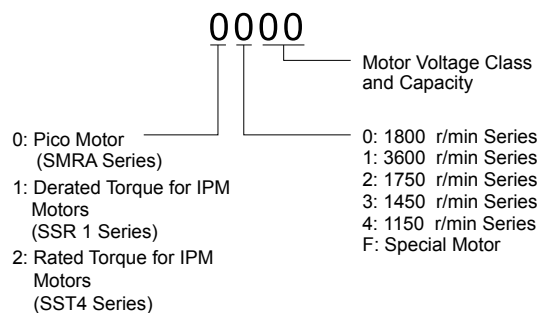 0000
Motor Voltage Class
and Capacity
0: Pico Motor
(SMRA Series)
1: Derated Torque for IPM
Motors
(SSR 1 Series)
2: Rated Torque for IPM
Motors
(SST4 Series)
0: 1800 r/min Series
1: 3600 r/min Series
2: 1750 r/min Series
3: 1450 r/min Series
4: 1150 r/min Series
F: Special Motor